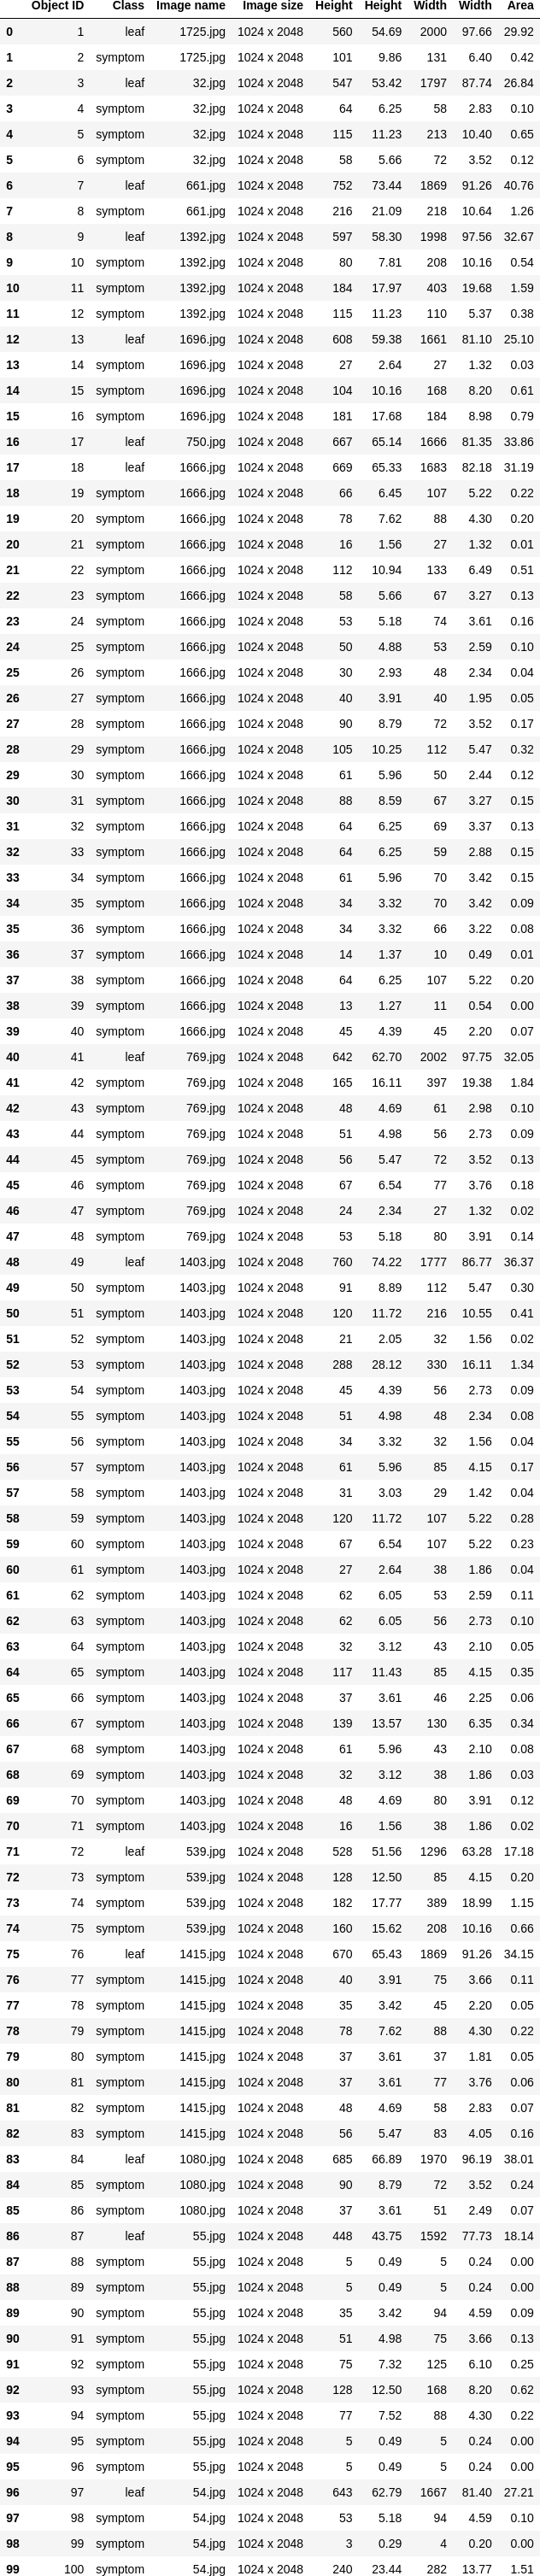 Object ID Class Image name Image size Height Height Width Width Area
0 1 leaf 1725.jpg 1024 x 2048 560 54.69 2000 97.66 29.92
1 2 symptom 1725.jpg 1024 x 2048 101 9.86 131 6.40 0.42
2 3 leaf 32.jpg 1024 x 2048 547 53.42 1797 87.74 26.84
3 4 symptom 32.jpg 1024 x 2048 64 6.25 58 2.83 0.10
4 5 symptom 32.jpg 1024 x 2048 115 11.23 213 10.40 0.65
5 6 symptom 32.jpg 1024 x 2048 58 5.66 72 3.52 0.12
6 7 leaf 661.jpg 1024 x 2048 752 73.44 1869 91.26 40.76
7 8 symptom 661.jpg 1024 x 2048 216 21.09 218 10.64 1.26
8 9 leaf 1392.jpg 1024 x 2048 597 58.30 1998 97.56 32.67
9 10 symptom 1392.jpg 1024 x 2048 80 7.81 208 10.16 0.54
10 11 symptom 1392.jpg 1024 x 2048 184 17.97 403 19.68 1.59
11 12 symptom 1392.jpg 1024 x 2048 115 11.23 110 5.37 0.38
12 13 leaf 1696.jpg 1024 x 2048 608 59.38 1661 81.10 25.10
13 14 symptom 1696.jpg 1024 x 2048 27 2.64 27 1.32 0.03
14 15 symptom 1696.jpg 1024 x 2048 104 10.16 168 8.20 0.61
15 16 symptom 1696.jpg 1024 x 2048 181 17.68 184 8.98 0.79
16 17 leaf 750.jpg 1024 x 2048 667 65.14 1666 81.35 33.86
17 18 leaf 1666.jpg 1024 x 2048 669 65.33 1683 82.18 31.19
18 19 symptom 1666.jpg 1024 x 2048 66 6.45 107 5.22 0.22
19 20 symptom 1666.jpg 1024 x 2048 78 7.62 88 4.30 0.20
20 21 symptom 1666.jpg 1024 x 2048 16 1.56 27 1.32 0.01
21 22 symptom 1666.jpg 1024 x 2048 112 10.94 133 6.49 0.51
22 23 symptom 1666.jpg 1024 x 2048 58 5.66 67 3.27 0.13
23 24 symptom 1666.jpg 1024 x 2048 53 5.18 74 3.61 0.16
24 25 symptom 1666.jpg 1024 x 2048 50 4.88 53 2.59 0.10
25 26 symptom 1666.jpg 1024 x 2048 30 2.93 48 2.34 0.04
26 27 symptom 1666.jpg 1024 x 2048 40 3.91 40 1.95 0.05
27 28 symptom 1666.jpg 1024 x 2048 90 8.79 72 3.52 0.17
28 29 symptom 1666.jpg 1024 x 2048 105 10.25 112 5.47 0.32
29 30 symptom 1666.jpg 1024 x 2048 61 5.96 50 2.44 0.12
30 31 symptom 1666.jpg 1024 x 2048 88 8.59 67 3.27 0.15
31 32 symptom 1666.jpg 1024 x 2048 64 6.25 69 3.37 0.13
32 33 symptom 1666.jpg 1024 x 2048 64 6.25 59 2.88 0.15
33 34 symptom 1666.jpg 1024 x 2048 61 5.96 70 3.42 0.15
34 35 symptom 1666.jpg 1024 x 2048 34 3.32 70 3.42 0.09
35 36 symptom 1666.jpg 1024 x 2048 34 3.32 66 3.22 0.08
36 37 symptom 1666.jpg 1024 x 2048 14 1.37 10 0.49 0.01
37 38 symptom 1666.jpg 1024 x 2048 64 6.25 107 5.22 0.20
38 39 symptom 1666.jpg 1024 x 2048 13 1.27 11 0.54 0.00
39 40 symptom 1666.jpg 1024 x 2048 45 4.39 45 2.20 0.07
40 41 leaf 769.jpg 1024 x 2048 642 62.70 2002 97.75 32.05
41 42 symptom 769.jpg 1024 x 2048 165 16.11 397 19.38 1.84
42 43 symptom 769.jpg 1024 x 2048 48 4.69 61 2.98 0.10
43 44 symptom 769.jpg 1024 x 2048 51 4.98 56 2.73 0.09
44 45 symptom 769.jpg 1024 x 2048 56 5.47 72 3.52 0.13
45 46 symptom 769.jpg 1024 x 2048 67 6.54 77 3.76 0.18
46 47 symptom 769.jpg 1024 x 2048 24 2.34 27 1.32 0.02
47 48 symptom 769.jpg 1024 x 2048 53 5.18 80 3.91 0.14
48 49 leaf 1403.jpg 1024 x 2048 760 74.22 1777 86.77 36.37
49 50 symptom 1403.jpg 1024 x 2048 91 8.89 112 5.47 0.30
50 51 symptom 1403.jpg 1024 x 2048 120 11.72 216 10.55 0.41
51 52 symptom 1403.jpg 1024 x 2048 21 2.05 32 1.56 0.02
52 53 symptom 1403.jpg 1024 x 2048 288 28.12 330 16.11 1.34
53 54 symptom 1403.jpg 1024 x 2048 45 4.39 56 2.73 0.09
54 55 symptom 1403.jpg 1024 x 2048 51 4.98 48 2.34 0.08
55 56 symptom 1403.jpg 1024 x 2048 34 3.32 32 1.56 0.04
56 57 symptom 1403.jpg 1024 x 2048 61 5.96 85 4.15 0.17
57 58 symptom 1403.jpg 1024 x 2048 31 3.03 29 1.42 0.04
58 59 symptom 1403.jpg 1024 x 2048 120 11.72 107 5.22 0.28
59 60 symptom 1403.jpg 1024 x 2048 67 6.54 107 5.22 0.23
60 61 symptom 1403.jpg 1024 x 2048 27 2.64 38 1.86 0.04
61 62 symptom 1403.jpg 1024 x 2048 62 6.05 53 2.59 0.11
62 63 symptom 1403.jpg 1024 x 2048 62 6.05 56 2.73 0.10
63 64 symptom 1403.jpg 1024 x 2048 32 3.12 43 2.10 0.05
64 65 symptom 1403.jpg 1024 x 2048 117 11.43 85 4.15 0.35
65 66 symptom 1403.jpg 1024 x 2048 37 3.61 46 2.25 0.06
66 67 symptom 1403.jpg 1024 x 2048 139 13.57 130 6.35 0.34
67 68 symptom 1403.jpg 1024 x 2048 61 5.96 43 2.10 0.08
68 69 symptom 1403.jpg 1024 x 2048 32 3.12 38 1.86 0.03
69 70 symptom 1403.jpg 1024 x 2048 48 4.69 80 3.91 0.12
70 71 symptom 1403.jpg 1024 x 2048 16 1.56 38 1.86 0.02
71 72 leaf 539.jpg 1024 x 2048 528 51.56 1296 63.28 17.18
72 73 symptom 539.jpg 1024 x 2048 128 12.50 85 4.15 0.20
73 74 symptom 539.jpg 1024 x 2048 182 17.77 389 18.99 1.15
74 75 symptom 539.jpg 1024 x 2048 160 15.62 208 10.16 0.66
75 76 leaf 1415.jpg 1024 x 2048 670 65.43 1869 91.26 34.15
76 77 symptom 1415.jpg 1024 x 2048 40 3.91 75 3.66 0.11
77 78 symptom 1415.jpg 1024 x 2048 35 3.42 45 2.20 0.05
78 79 symptom 1415.jpg 1024 x 2048 78 7.62 88 4.30 0.22
79 80 symptom 1415.jpg 1024 x 2048 37 3.61 37 1.81 0.05
80 81 symptom 1415.jpg 1024 x 2048 37 3.61 77 3.76 0.06
81 82 symptom 1415.jpg 1024 x 2048 48 4.69 58 2.83 0.07
82 83 symptom 1415.jpg 1024 x 2048 56 5.47 83 4.05 0.16
83 84 leaf 1080.jpg 1024 x 2048 685 66.89 1970 96.19 38.01
84 85 symptom 1080.jpg 1024 x 2048 90 8.79 72 3.52 0.24
85 86 symptom 1080.jpg 1024 x 2048 37 3.61 51 2.49 0.07
86 87 leaf 55.jpg 1024 x 2048 448 43.75 1592 77.73 18.14
87 88 symptom 55.jpg 1024 x 2048 5 0.49 5 0.24 0.00
88 89 symptom 55.jpg 1024 x 2048 5 0.49 5 0.24 0.00
89 90 symptom 55.jpg 1024 x 2048 35 3.42 94 4.59 0.09
90 91 symptom 55.jpg 1024 x 2048 51 4.98 75 3.66 0.13
91 92 symptom 55.jpg 1024 x 2048 75 7.32 125 6.10 0.25
92 93 symptom 55.jpg 1024 x 2048 128 12.50 168 8.20 0.62
93 94 symptom 55.jpg 1024 x 2048 77 7.52 88 4.30 0.22
94 95 symptom 55.jpg 1024 x 2048 5 0.49 5 0.24 0.00
95 96 symptom 55.jpg 1024 x 2048 5 0.49 5 0.24 0.00
96 97 leaf 54.jpg 1024 x 2048 643 62.79 1667 81.40 27.21
97 98 symptom 54.jpg 1024 x 2048 53 5.18 94 4.59 0.10
98 99 symptom 54.jpg 1024 x 2048 3 0.29 4 0.20 0.00
99 100 symptom 54.jpg 1024 x 2048 240 23.44 282 13.77 1.51